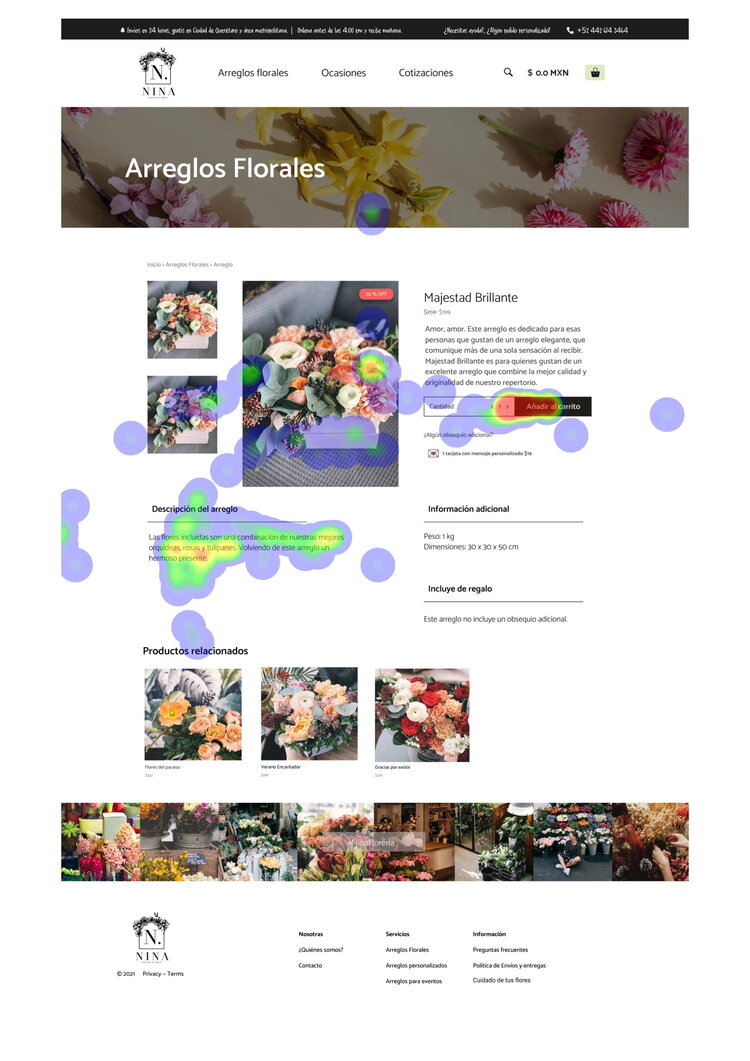 Envíos en 24 horas, gratis en Ciudad de Querétaro y área metropolitana. | Ordena antes de las 4:00 pm y recibe mañana.
¿Necesitas ayuda?, ¿Algún pedido personalizado?
N.
NINA
Arreglos florales
Ocasiones
Cotizaciones
$ 0.0 MXN
Arreglos Florales
Inicio > Arreglos Florales > Arreglo
20 % OFF
Majestad Brillante
$199
Amor, amor. Este arreglo es dedicado para esas
personas que gustan de un arreglo elegante, que
comunique más de una sola sensación al recibir.
Majestad Brillante es para quienes gustan de un
excelente arreglo que combine la mejor calidad y
originalidad de nuestro repertorio.
Cantidad
< 1 >
Añadir al carrito
¿Algún obsequio adicional?
1 tarjeta con mensaje personalizado $19
Descripción del arreglo
Las flores incluidas son una combinación de nuestras mejores
orquídeas, rosas y tulipanes. Volviendo de este arreglo un
hermoso presente.
Información adicional
Peso: 1 kg
Dimensiones: 30 x 30 x 50 cm
Incluye de regalo
Este arreglo no incluye un obsequio adicional.
Productos relacionados
Flores del paraíso
Verano Encantador
Gracias por existir
#NinaFlorería
N.
NINA
© 2021 Privacy – Terms
Nosotras
¿Quiénes somos?
Contacto
Servicios
Arreglos Florales
Arreglos personalizados
Arreglos para eventos
Información
Preguntas frecuentes
Política de Envíos y entregas
Cuidado de tus flores